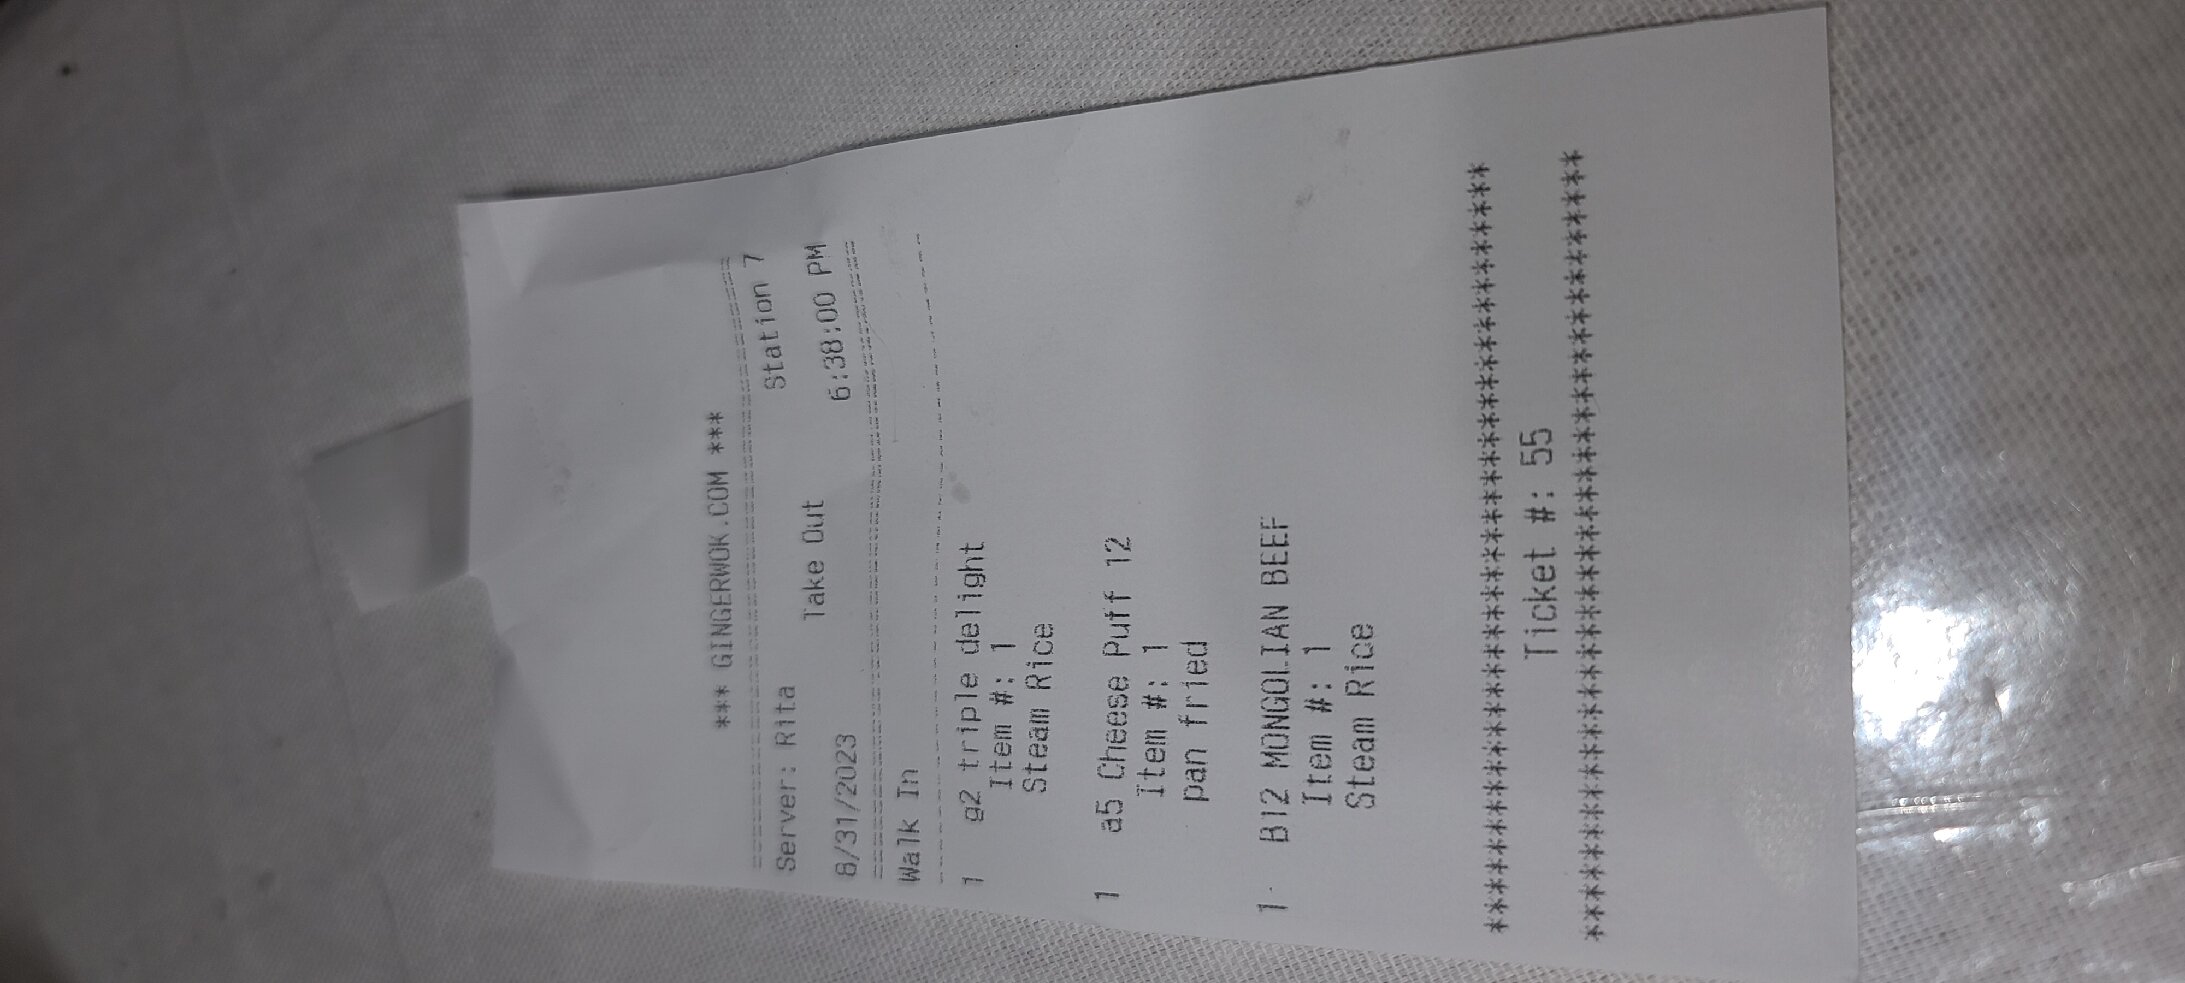 *** GINGERWOK.COM ***
========================================
Server: Rita Station 7
Take Out
8/31/2023 6:38:00 PM
========================================
Walk In
----------------------------------------
1 g2 triple delight
Item #: 1
Steam Rice
1 a5 Cheese Puff 12
Item #: 1
pan fried
1 B12 MONGOLIAN BEEF
Item #: 1
Steam Rice
****************************************
Ticket #: 55
****************************************